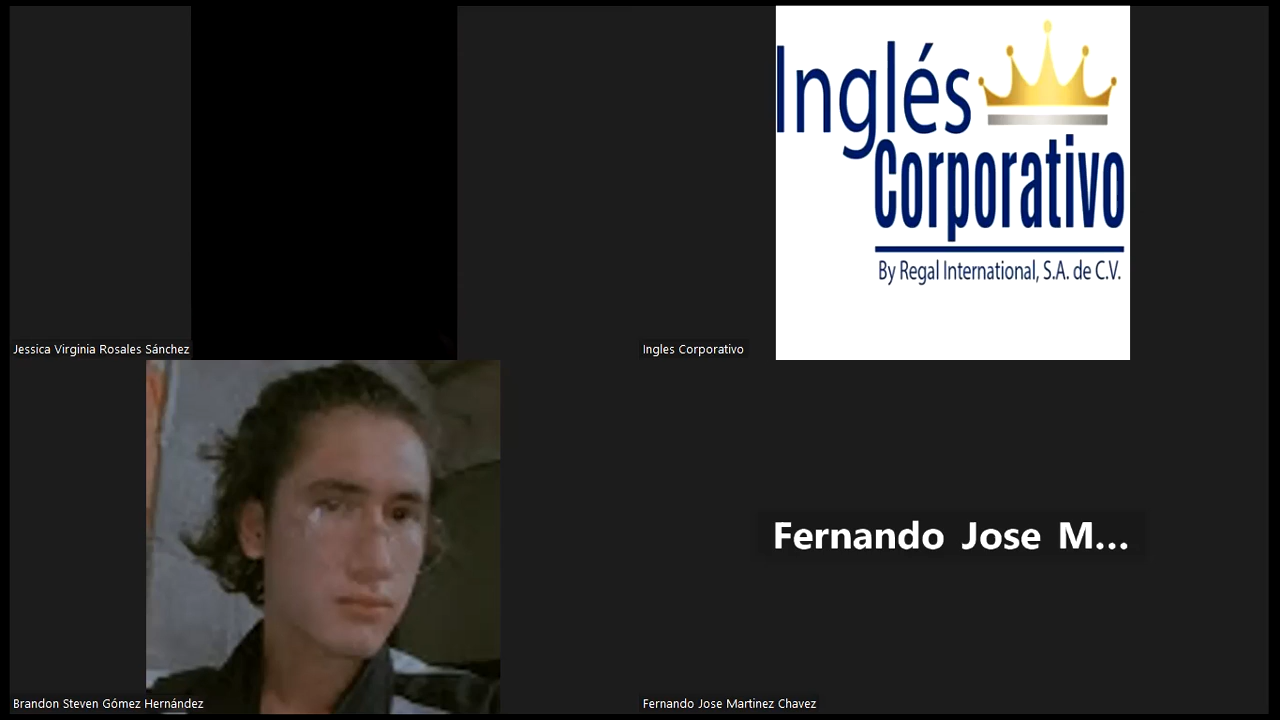 Inglés
Corporativo
By Regal International, S.A. de C.V.
Jessica Virginia Rosales Sánchez
Ingles Corporativo
Fernando Jose M...
Brandon Steven Gómez Hernández
Fernando Jose Martinez Chavez